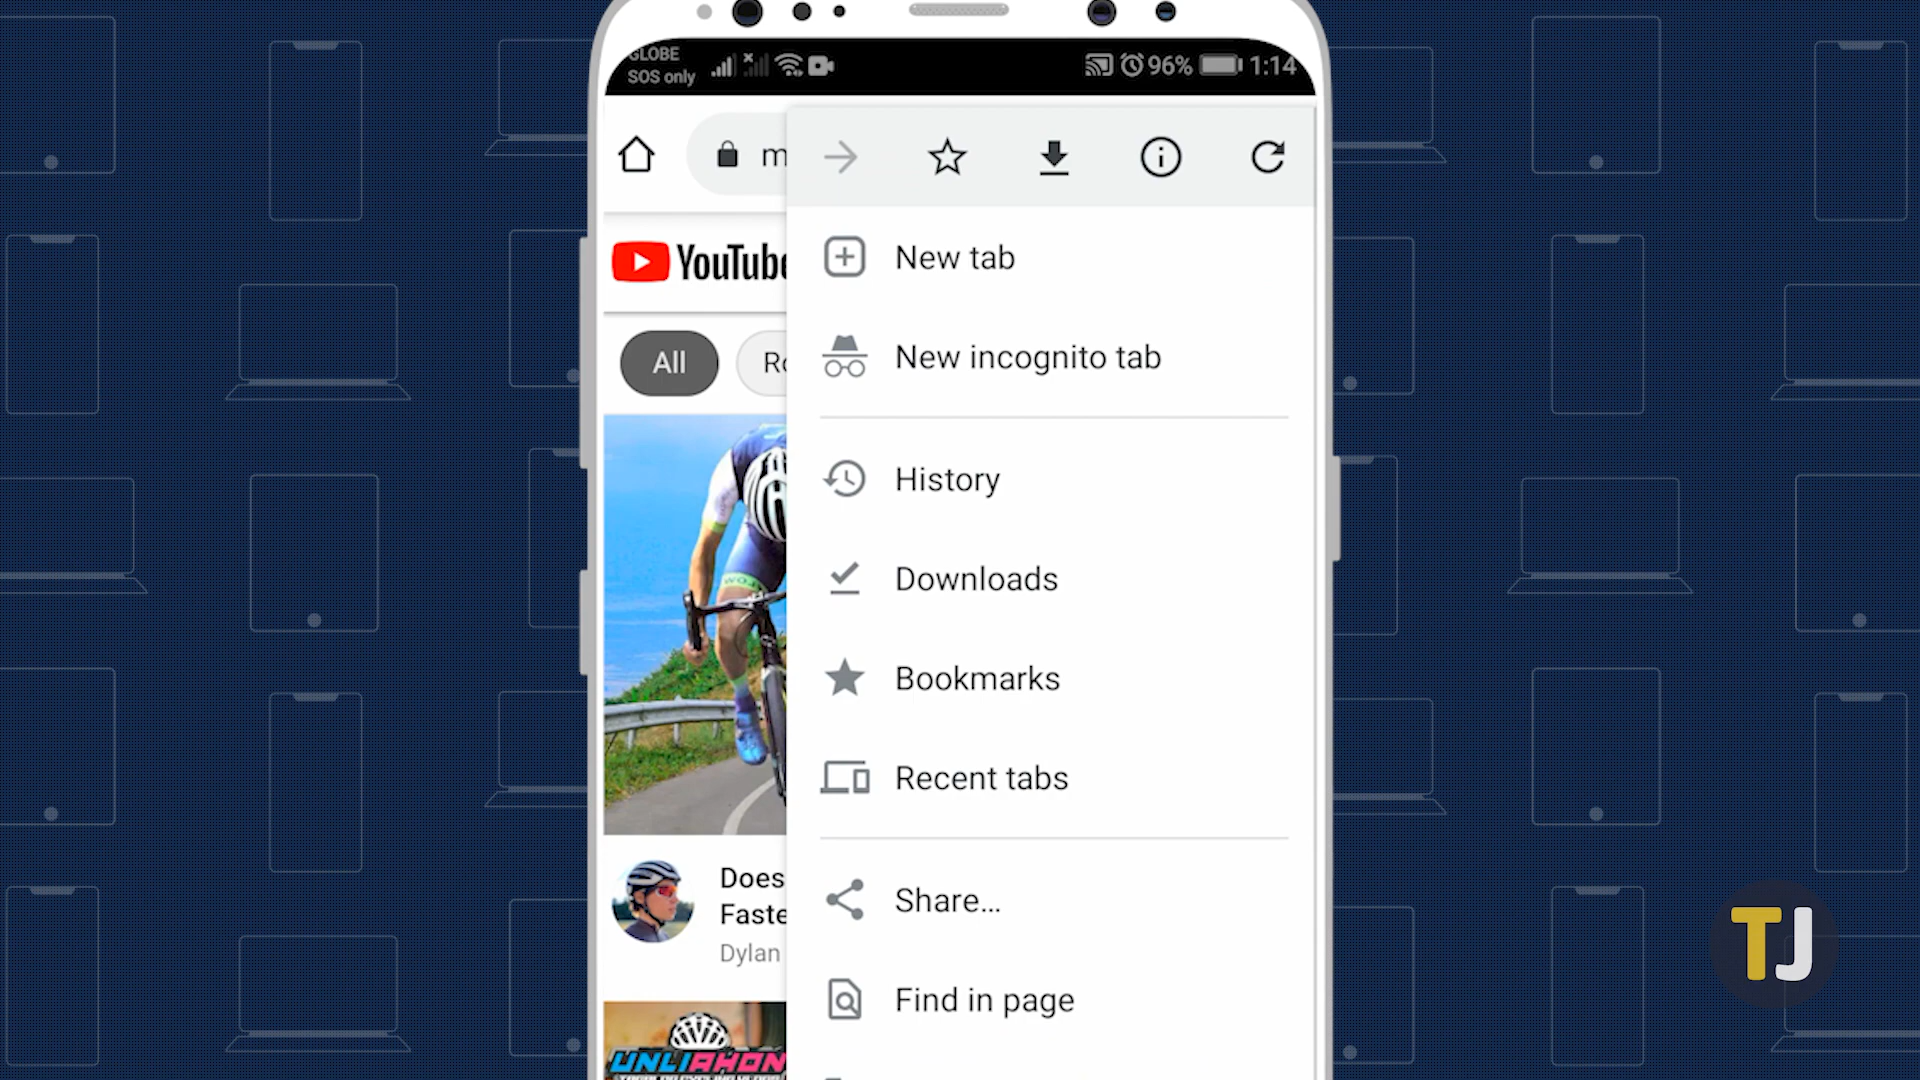 GLOBE
SOS only
96% 1:14
m
YouTube
New tab
All
New incognito tab
History
Downloads
Bookmarks
Recent tabs
Does
Faste
Dylan
Share...
Find in page
UNLIAHON
TJ